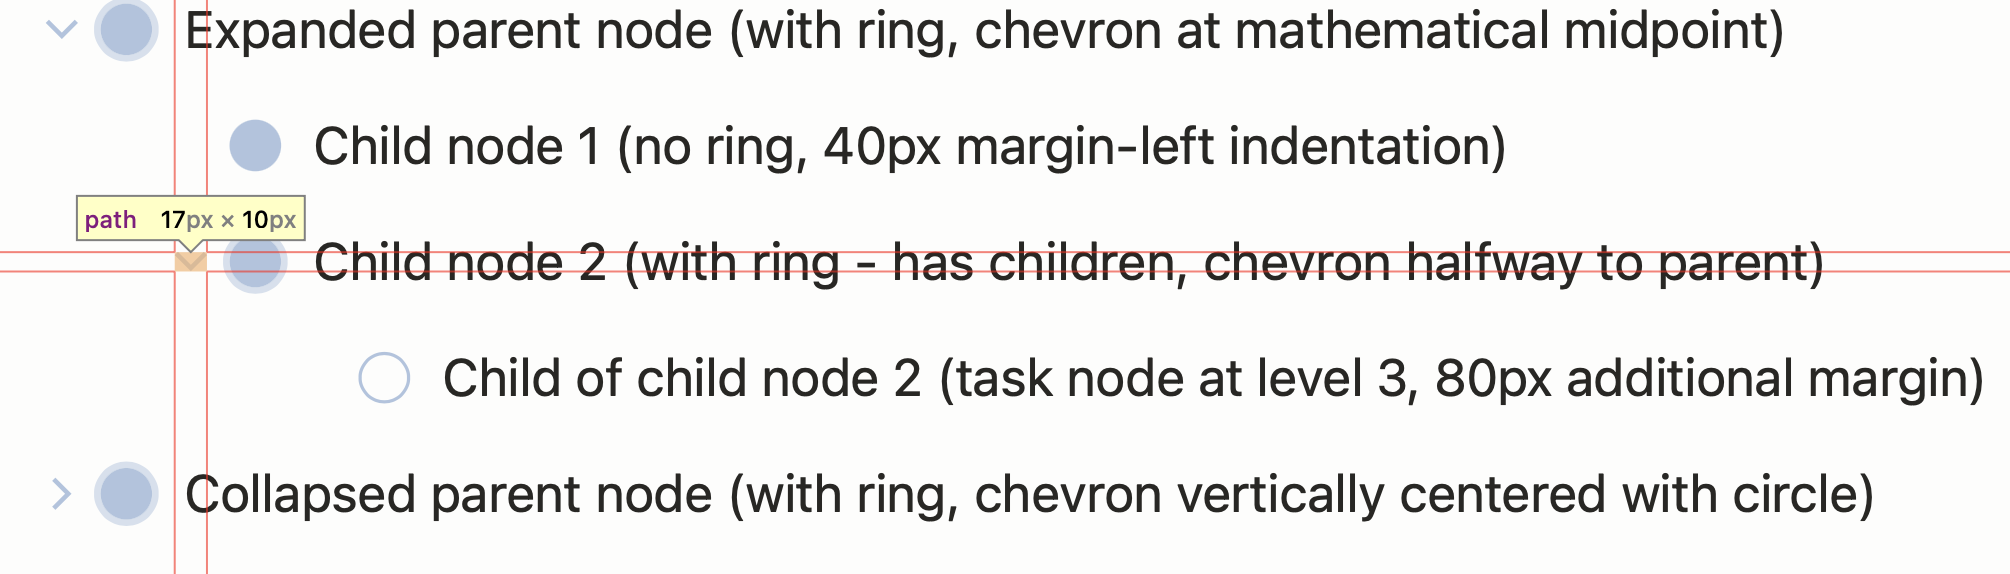 Expanded parent node (with ring, chevron at mathematical midpoint)
Child node 1 (no ring, 40px margin-left indentation)
path 17px × 10px
Child node 2 (with ring - has children, chevron halfway to parent)
Child of child node 2 (task node at level 3, 80px additional margin)
Collapsed parent node (with ring, chevron vertically centered with circle)